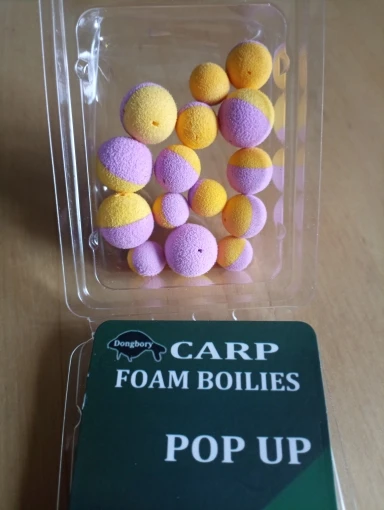 Dongbory
CARP
FOAM BOILIES
POP UP